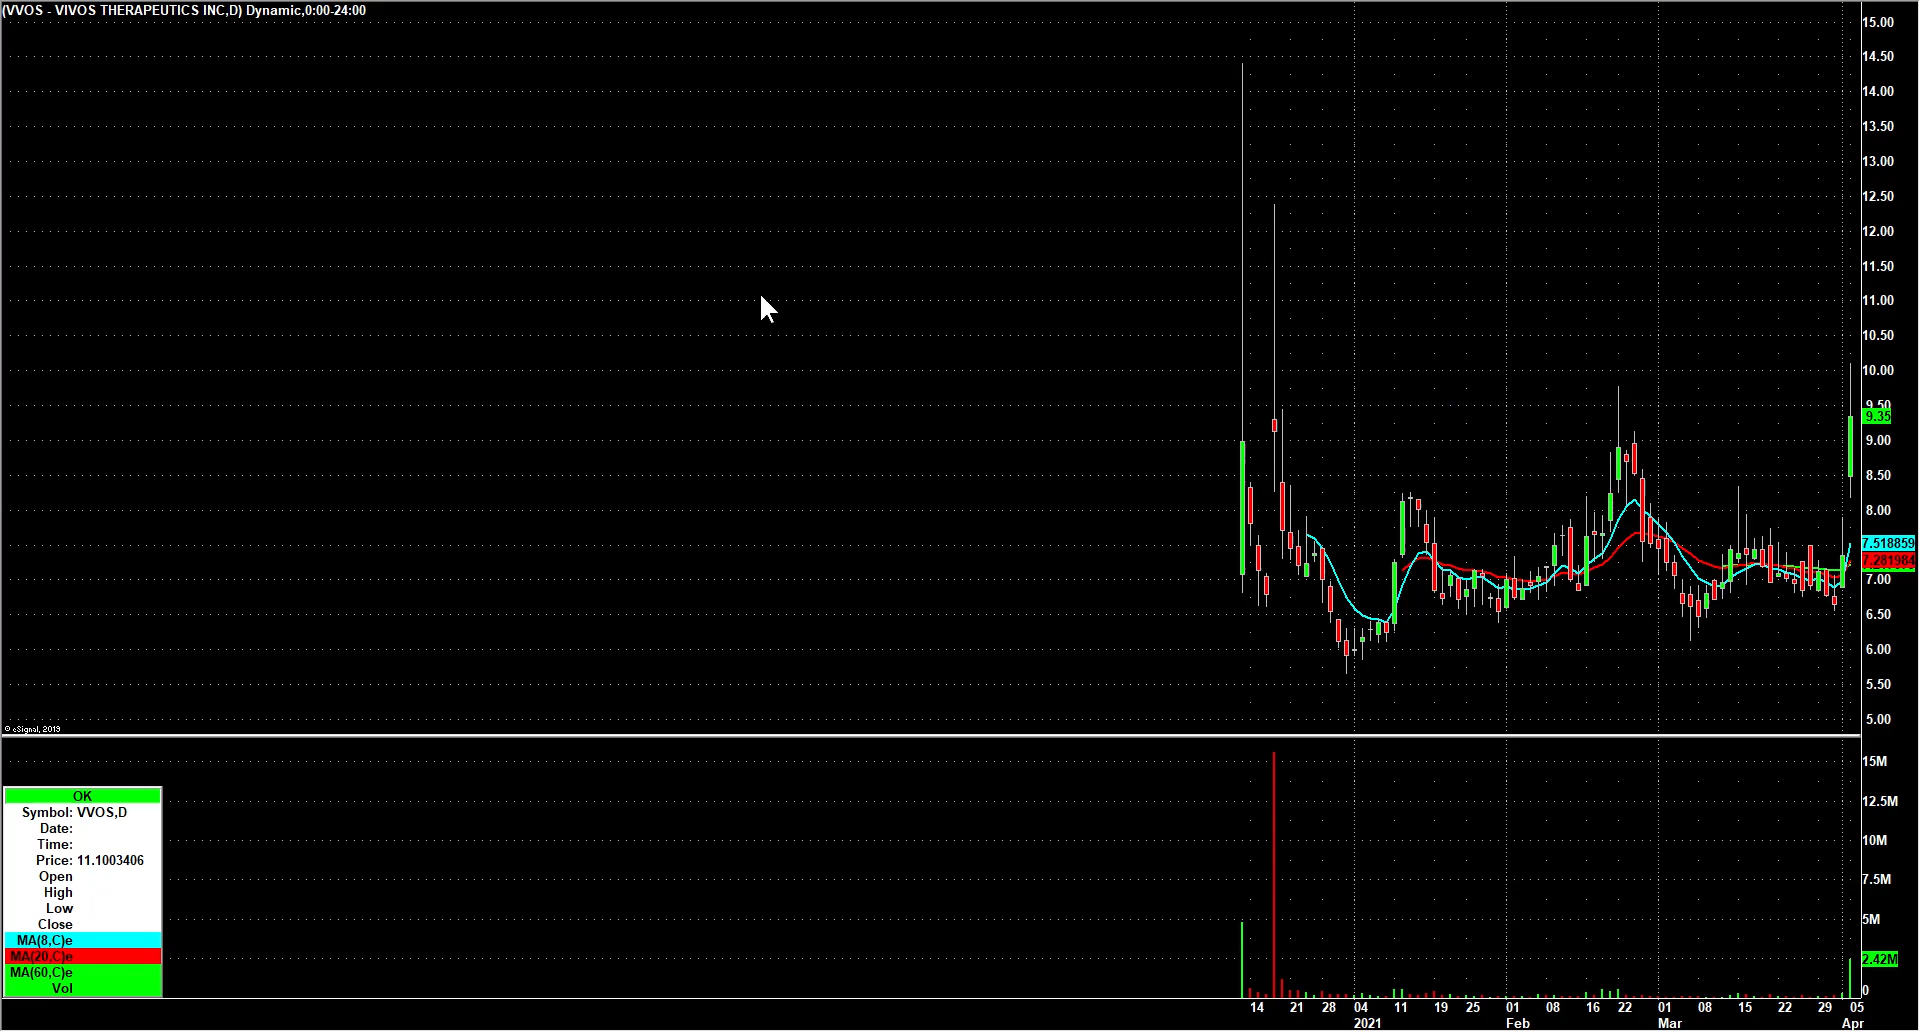 (VVOS - VIVOS THERAPEUTICS INC,D) Dynamic,0:00-24:00
15.00
14.50
14.00
13.50
13.00
12.50
12.00
11.50
11.00
10.50
10.00
9.50
9.35
9.00
8.50
8.00
7.518859
7.281984
7.00
6.50
6.00
5.50
5.00
© eSignal, 2019
15M
12.5M
10M
7.5M
5M
2.42M
0
OK
Symbol: VVOS,D
Date:
Time:
Price: 11.1003406
Open
High
Low
Close
MA(8,C)e
MA(20,C)e
MA(60,C)e
Vol
14 21 28 04 11 19 25 01 08 16 22 01 08 15 22 29 05
2021 Feb Mar Apr